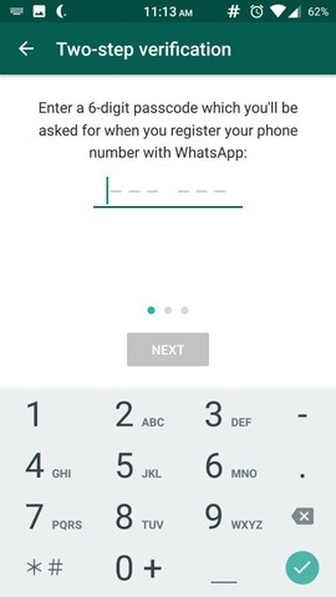 11:13 AM # 62%
Two-step verification
Enter a 6-digit passcode which you'll be
asked for when you register your phone
number with WhatsApp:
NEXT
1 2 ABC 3 DEF -
4 GHI 5 JKL 6 MNO .
7 PQRS 8 TUV 9 WXYZ
*# 0 + _